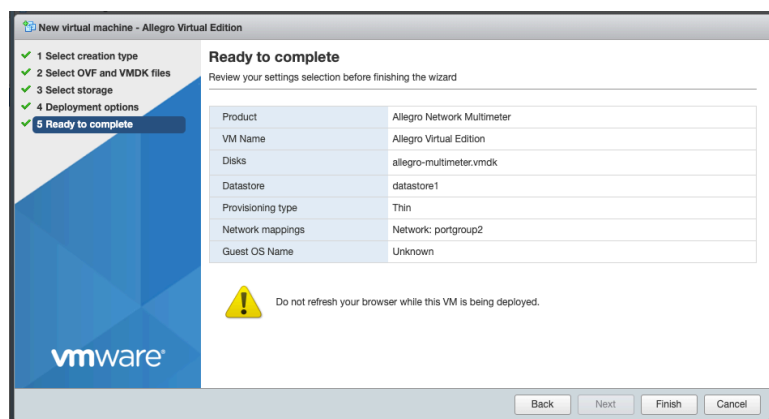 New virtual machine - Allegro Virtual Edition
1 Select creation type
2 Select OVF and VMDK files
3 Select storage
4 Deployment options
5 Ready to complete
Ready to complete
Review your settings selection before finishing the wizard
Product Allegro Network Multimeter
VM Name Allegro Virtual Edition
Disks allegro-multimeter.vmdk
Datastore datastore1
Provisioning type Thin
Network mappings Network: portgroup2
Guest OS Name Unknown
Do not refresh your browser while this VM is being deployed.
vmware®
Back Next Finish Cancel